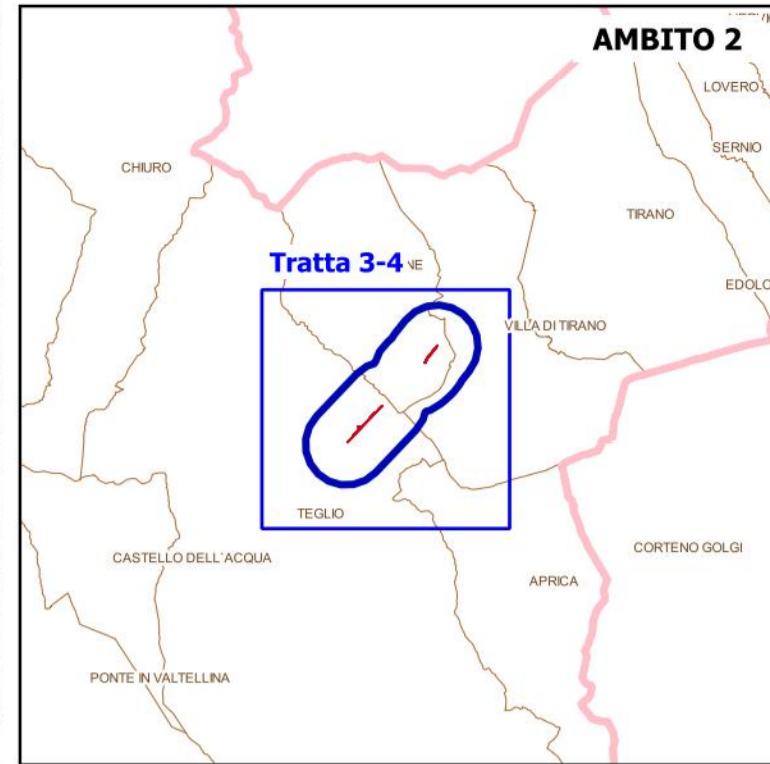 AMBITO 2
LOVERO
SERNIO
CHIURO
TIRANO
Tratta 3-4
EDOLO
VILLA DI TIRANO
TEGLIO
CORTENO GOLGI
CASTELLO DELL'ACQUA
APRICA
PONTE IN VALTELLINA